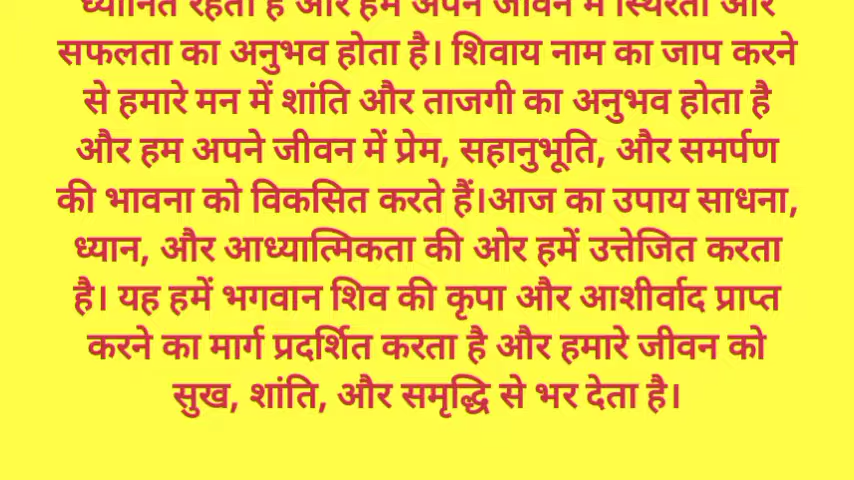 ध्यानित रहता है और हमें अपने जीवन में स्थिरता और
सफलता का अनुभव होता है। शिवाय नाम का जाप करने
से हमारे मन में शांति और ताजगी का अनुभव होता है
और हम अपने जीवन में प्रेम, सहानुभूति, और समर्पण
की भावना को विकसित करते हैं।आज का उपाय साधना,
ध्यान, और आध्यात्मिकता की ओर हमें उत्तेजित करता
है। यह हमें भगवान शिव की कृपा और आशीर्वाद प्राप्त
करने का मार्ग प्रदर्शित करता है और हमारे जीवन को
सुख, शांति, और समृद्धि से भर देता है।